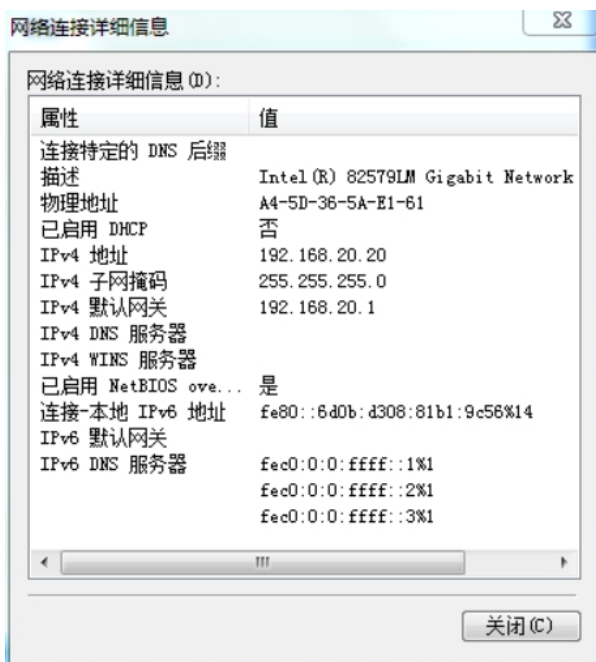 网络连接详细信息
网络连接详细信息(D):
属性 值
连接特定的 DNS 后缀
描述 Intel(R) 82579LM Gigabit Network
物理地址 A4-5D-36-5A-E1-61
已启用 DHCP 否
IPv4 地址 192.168.20.20
IPv4 子网掩码 255.255.255.0
IPv4 默认网关 192.168.20.1
IPv4 DNS 服务器
IPv4 WINS 服务器
已启用 NetBIOS ove... 是
连接-本地 IPv6 地址 fe80::6d0b:d308:81b1:9c56%14
IPv6 默认网关
IPv6 DNS 服务器 fec0:0:0:ffff::1%1
fec0:0:0:ffff::2%1
fec0:0:0:ffff::3%1
关闭(C)